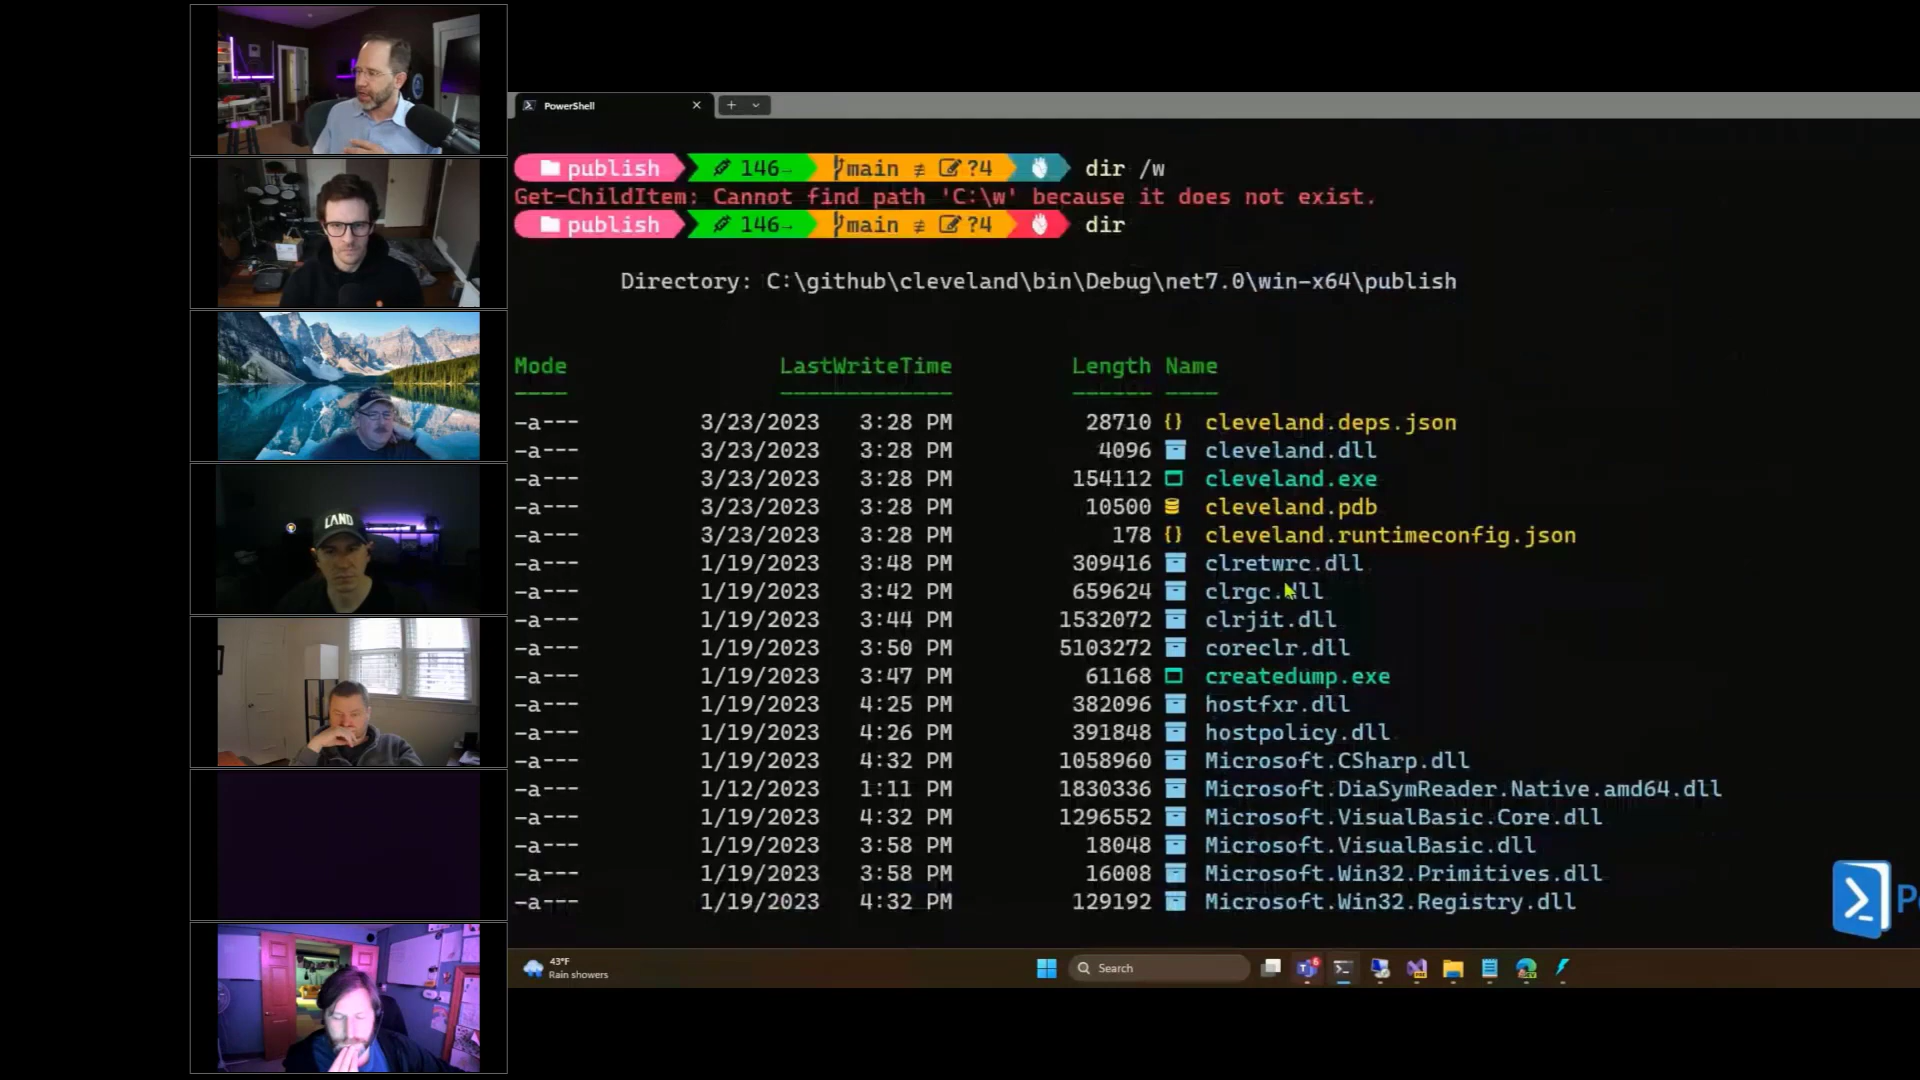 PowerShell
publish 146 main ≢ ?4 dir /w
Get-ChildItem: Cannot find path 'C:\w' because it does not exist.
publish 146 main ≢ ?4 dir
Directory: C:\github\cleveland\bin\Debug\net7.0\win-x64\publish
Mode LastWriteTime Length Name
-a--- 3/23/2023 3:28 PM 28710 {} cleveland.deps.json
-a--- 3/23/2023 3:28 PM 4096 cleveland.dll
-a--- 3/23/2023 3:28 PM 154112 cleveland.exe
-a--- 3/23/2023 3:28 PM 10500 cleveland.pdb
-a--- 3/23/2023 3:28 PM 178 {} cleveland.runtimeconfig.json
-a--- 1/19/2023 3:48 PM 309416 clretwrc.dll
-a--- 1/19/2023 3:42 PM 659624 clrgc.dll
-a--- 1/19/2023 3:44 PM 1532072 clrjit.dll
-a--- 1/19/2023 3:50 PM 5103272 coreclr.dll
-a--- 1/19/2023 3:47 PM 61168 createdump.exe
-a--- 1/19/2023 4:25 PM 382096 hostfxr.dll
-a--- 1/19/2023 4:26 PM 391848 hostpolicy.dll
-a--- 1/19/2023 4:32 PM 1058960 Microsoft.CSharp.dll
-a--- 1/12/2023 1:11 PM 1830336 Microsoft.DiaSymReader.Native.amd64.dll
-a--- 1/19/2023 4:32 PM 1296552 Microsoft.VisualBasic.Core.dll
-a--- 1/19/2023 3:58 PM 18048 Microsoft.VisualBasic.dll
-a--- 1/19/2023 3:58 PM 16008 Microsoft.Win32.Primitives.dll
-a--- 1/19/2023 4:32 PM 129192 Microsoft.Win32.Registry.dll
43°F
Rain showers
Search
LAND